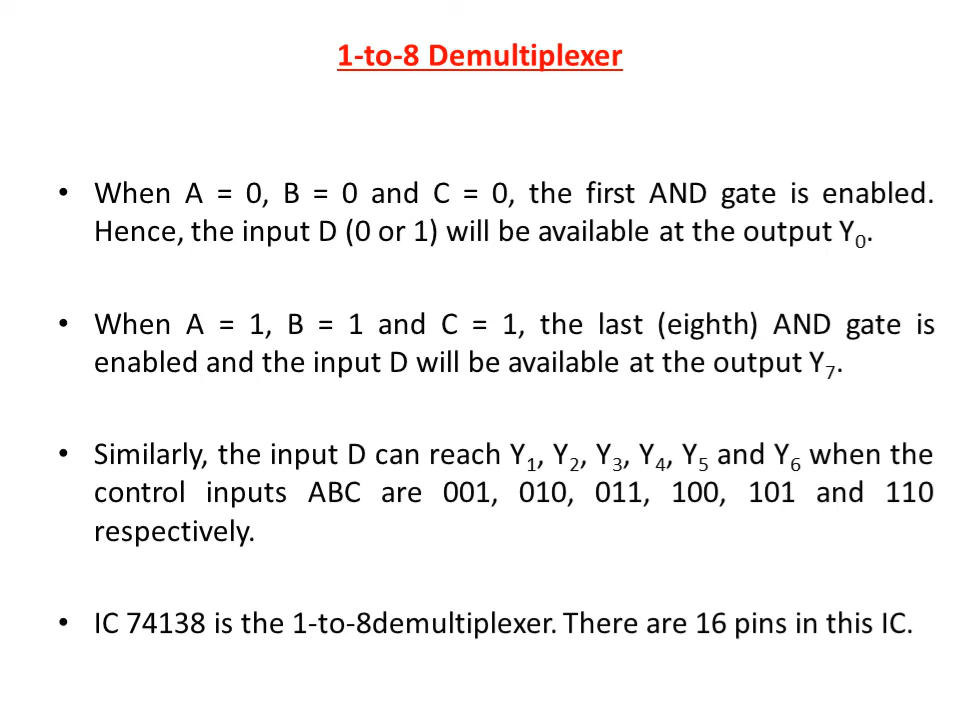 1-to-8 Demultiplexer
• When A = 0, B = 0 and C = 0, the first AND gate is enabled.
Hence, the input D (0 or 1) will be available at the output Y0.
• When A = 1, B = 1 and C = 1, the last (eighth) AND gate is
enabled and the input D will be available at the output Y7.
• Similarly, the input D can reach Y1, Y2, Y3, Y4, Y5 and Y6 when the
control inputs ABC are 001, 010, 011, 100, 101 and 110
respectively.
• IC 74138 is the 1-to-8demultiplexer. There are 16 pins in this IC.